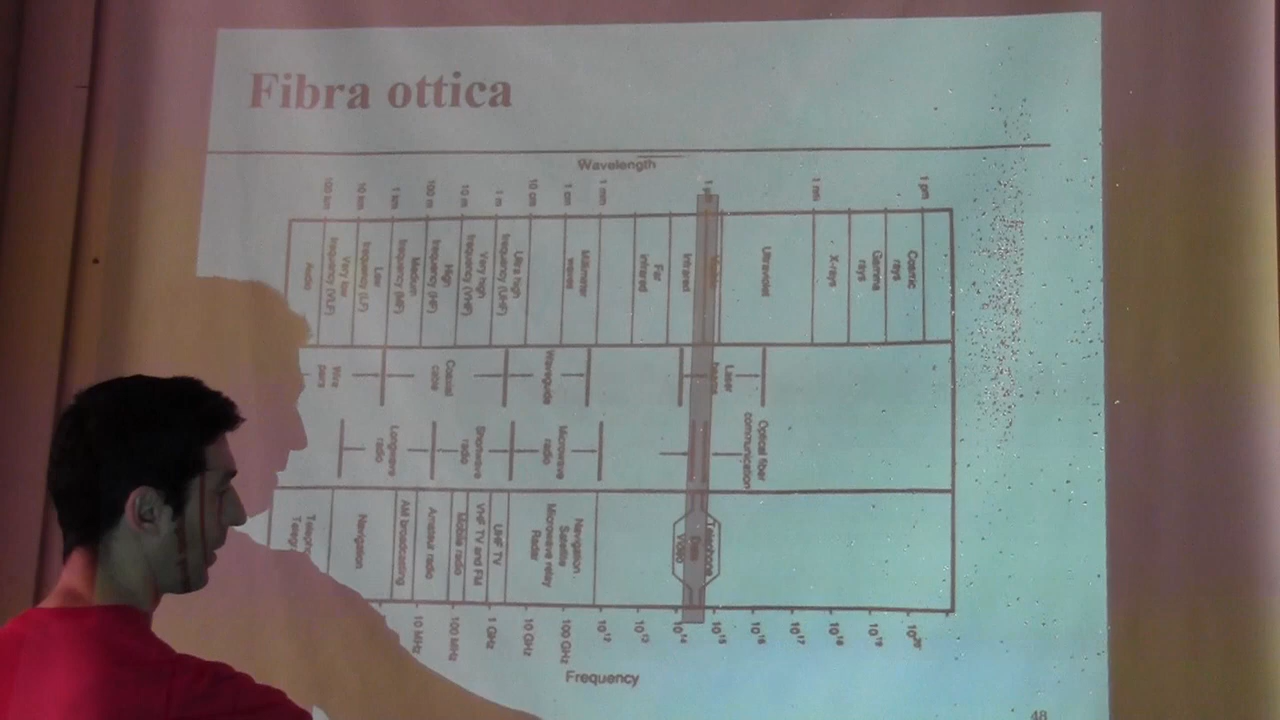 Fibra ottica
Wavelength
100 km
10 km
1 km
100 m
10 m
1 m
10 cm
1 cm
1 mm
1 pm
Audio
Very low
frequency (VLF)
Low
frequency (LF)
Medium
frequency (MF)
High
frequency (HF)
Very high
frequency (VHF)
Ultra high
frequency (UHF)
Millimeter
waves
Far
infrared
Infrared
Ultraviolet
X-rays
Gamma
rays
Cosmic
rays
Wire
pairs
Coaxial
cable
Waveguide
Laser
Longwave
radio
Shortwave
radio
Microwave
radio
Optical fiber
communication
Navigation
AM broadcasting
Amateur radio
Mobile radio
VHF TV and FM
UHF TV
Navigation
Satellite
Microwave relay
Radar
Telephone
Data
Video
10 MHz
100 MHz
1 GHz
10 GHz
100 GHz
10¹²
10¹³
10¹⁴
10¹⁵
10¹⁶
10¹⁷
10¹⁸
10¹⁹
10²⁰
Frequency
48